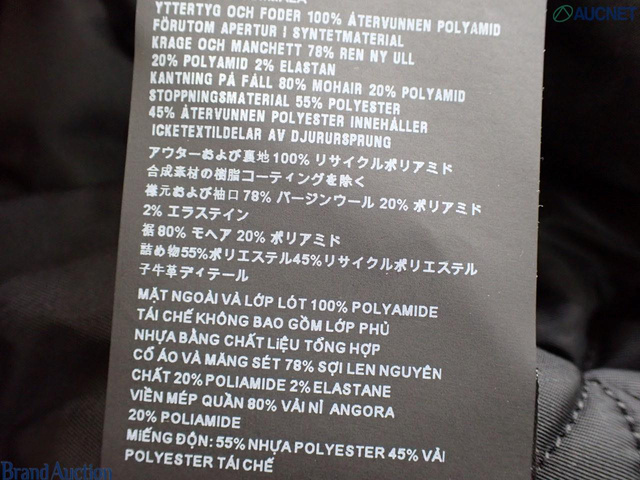 AUCNET
YTTERTYG OCH FODER 100% ÅTERVUNNEN POLYAMID
FÖRUTOM APERTUR I SYNTETMATERIAL
KRAGE OCH MANCHETT 78% REN NY ULL
20% POLYAMID 2% ELASTAN
KANTNING PÅ FÅLL 80% MOHAIR 20% POLYAMID
STOPPNINGSMATERIAL 55% POLYESTER
45% ÅTERVUNNEN POLYESTER INNEHÅLLER
ICKETEXTILDELAR AV DJURURSPRUNG
アウターおよび裏地100% リサイクルポリアミド
合成素材の樹脂コーティングを除く
襟元および袖口78% バージンウール 20% ポリアミド
2% エラステイン
裾80% モヘア 20% ポリアミド
詰め物55%ポリエステル45%リサイクルポリエステル
子牛革ディテール
MẶT NGOÀI VÀ LỚP LÓT 100% POLYAMIDE
TÁI CHẾ KHÔNG BAO GỒM LỚP PHỦ
NHỰA BẰNG CHẤT LIỆU TỔNG HỢP
CỔ ÁO VÀ MĂNG SÉT 78% SỢI LEN NGUYÊN
CHẤT 20% POLIAMIDE 2% ELASTANE
VIỀN MÉP QUẦN 80% VẢI NỈ ANGORA
20% POLIAMIDE
MIẾNG ĐỘN: 55% NHỰA POLYESTER 45% VẢI
POLYESTER TÁI CHẾ
Brand Auction